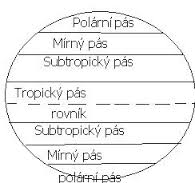 Polární pás
Mírný pás
Subtropický pás
Tropický pás
rovník
Subtropický pás
Mírný pás
polární pás